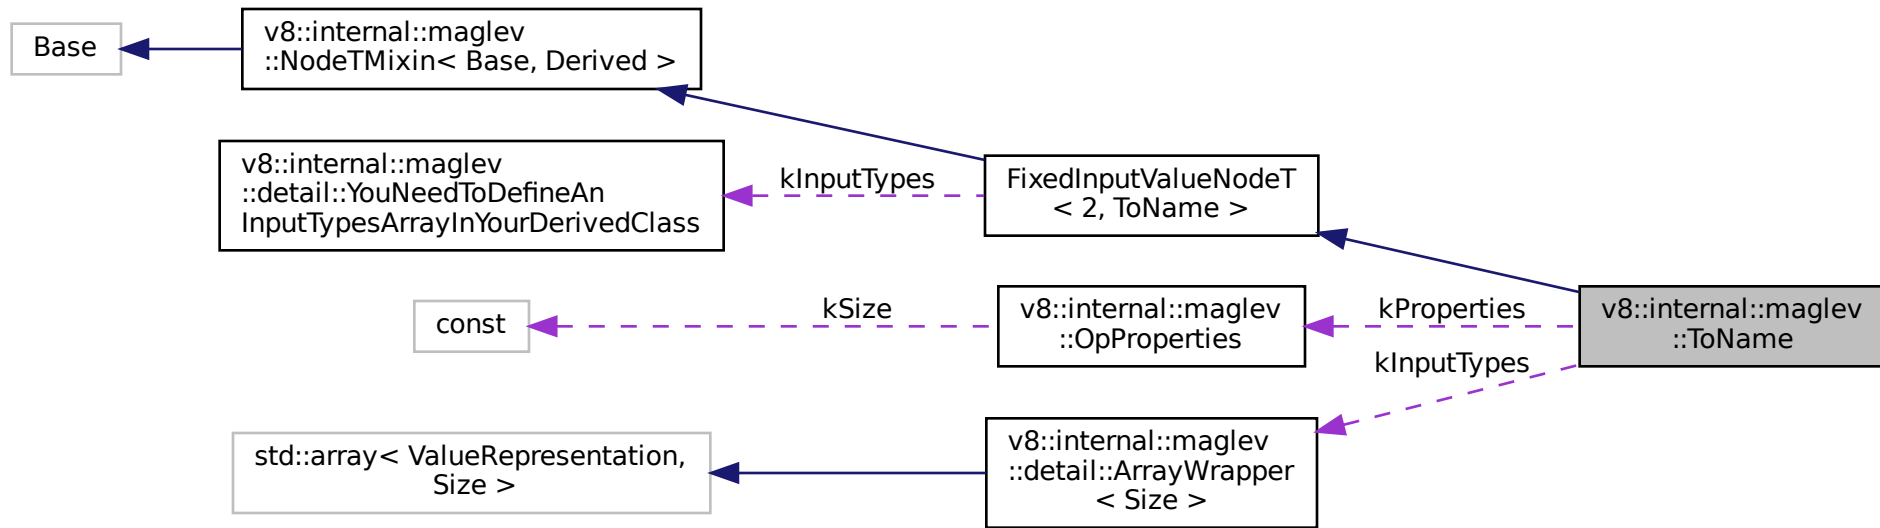 Base
v8::internal::maglev
::NodeTMixin< Base, Derived >
v8::internal::maglev
::detail::YouNeedToDefineAn
InputTypesArrayInYourDerivedClass
kInputTypes
FixedInputValueNodeT
< 2, ToName >
const
kSize
v8::internal::maglev
::OpProperties
kProperties
v8::internal::maglev
::ToName
kInputTypes
std::array< ValueRepresentation,
Size >
v8::internal::maglev
::detail::ArrayWrapper
< Size >